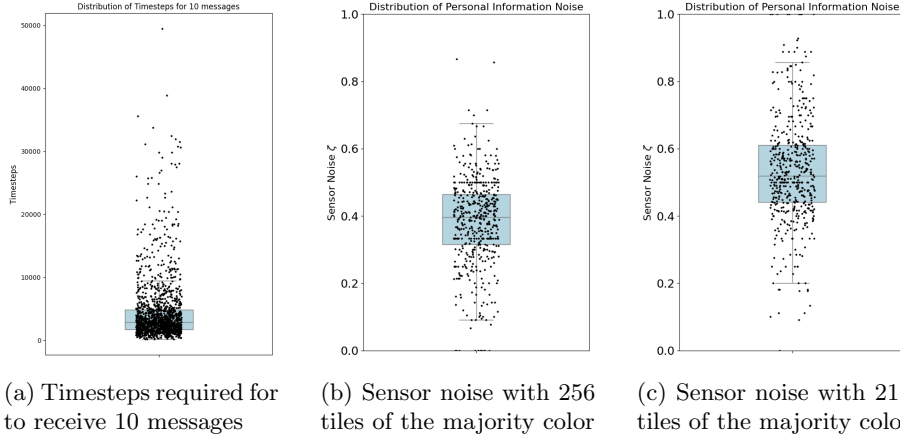 Distribution of Timesteps for 10 messages
50000
40000
30000
20000
10000
0
Timesteps
Distribution of Personal Information Noise
1.0
0.8
0.6
0.4
0.2
0.0
Sensor Noise ζ
Distribution of Personal Information Noise
1.0
0.8
0.6
0.4
0.2
0.0
Sensor Noise ζ
(a) Timesteps required for
to receive 10 messages
(b) Sensor noise with 256
tiles of the majority color
(c) Sensor noise with 21
tiles of the majority colo